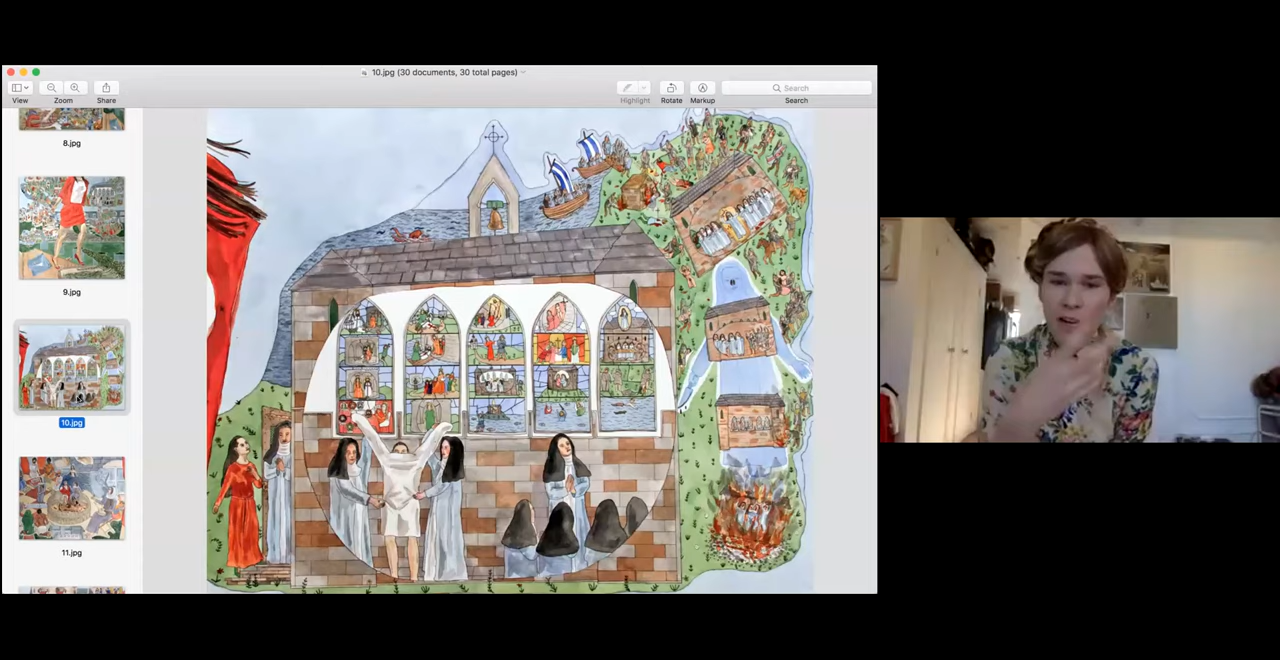 10.jpg (30 documents, 30 total pages)
View Zoom Share Highlight Rotate Markup Search
Search
8.jpg
9.jpg
10.jpg
11.jpg